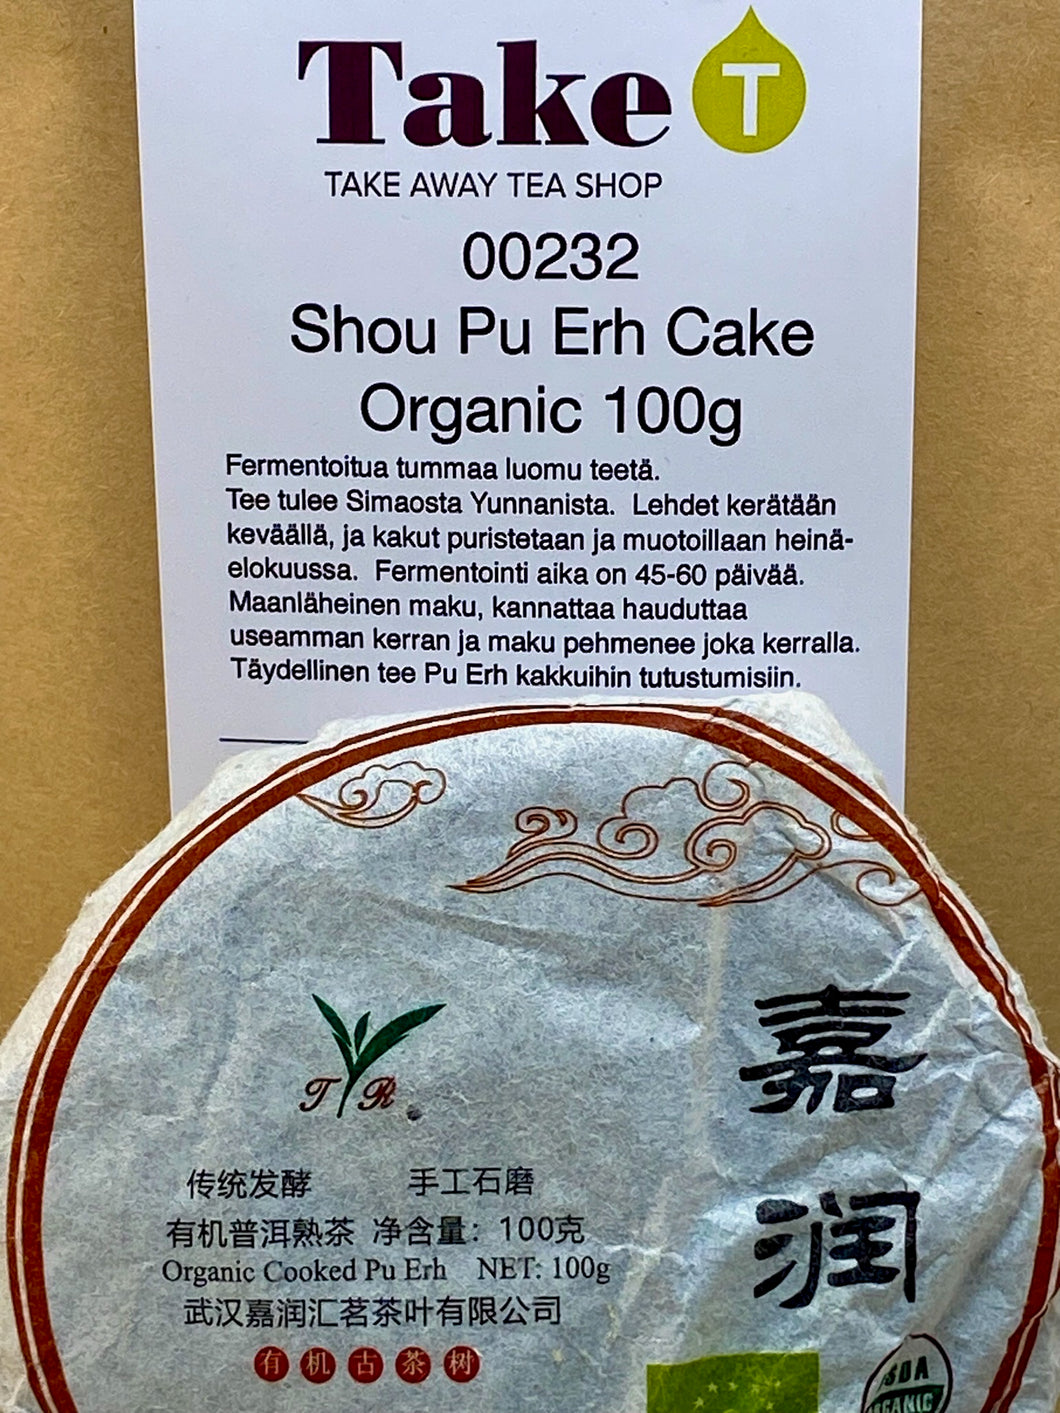 Take T
TAKE AWAY TEA SHOP
00232
Shou Pu Erh Cake
Organic 100g
Fermentoitua tummaa luomu teetä.
Tee tulee Simaosta Yunnanista. Lehdet kerätään
keväällä, ja kakut puristetaan ja muotoillaan heinä-
elokuussa. Fermentointi aika on 45-60 päivää.
Maanläheinen maku, kannattaa hauduttaa
useamman kerran ja maku pehmenee joka kerralla.
Täydellinen tee Pu Erh kakkuihin tutustumisiin.
嘉
润
T R
传统发酵 手工石磨
有机普洱熟茶 净含量：100克
Organic Cooked Pu Erh NET: 100g
武汉嘉润汇茗茶叶有限公司
有机古茶树
USDA
ORGANIC